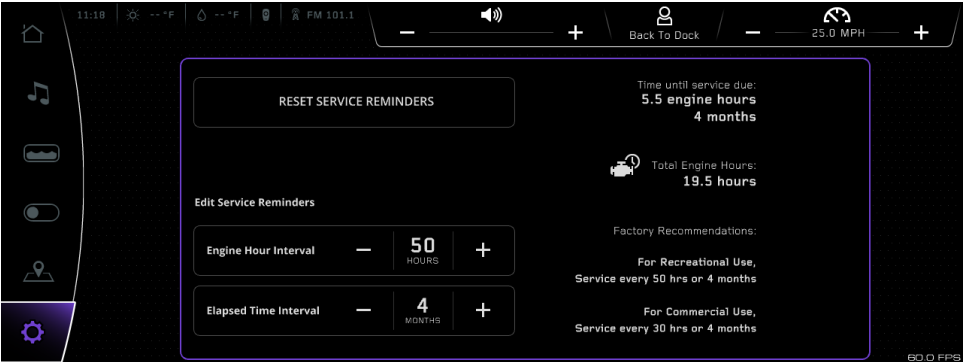 11:18 -- °F -- °F FM 101.1
Back To Dock
25.0 MPH
RESET SERVICE REMINDERS
Time until service due:
5.5 engine hours
4 months
Total Engine Hours:
19.5 hours
Edit Service Reminders
Engine Hour Interval − 50 +
HOURS
Elapsed Time Interval − 4 +
MONTHS
Factory Recommendations:
For Recreational Use,
Service every 50 hrs or 4 months
For Commercial Use,
Service every 30 hrs or 4 months
60.0 FPS